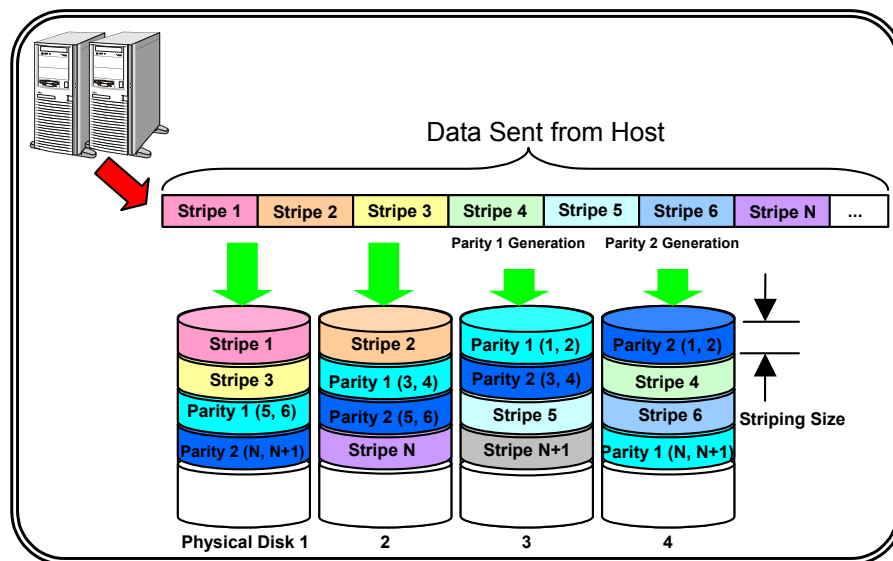 Data Sent from Host
Stripe 1 Stripe 2 Stripe 3 Stripe 4 Stripe 5 Stripe 6 Stripe N ...
Parity 1 Generation Parity 2 Generation
Stripe 1 Stripe 2 Parity 1 (1, 2) Parity 2 (1, 2)
Stripe 3 Parity 1 (3, 4) Parity 2 (3, 4) Stripe 4
Parity 1 (5, 6) Parity 2 (5, 6) Stripe 5 Stripe 6
Striping Size
Parity 2 (N, N+1) Stripe N Stripe N+1 Parity 1 (N, N+1)
Physical Disk 1 2 3 4